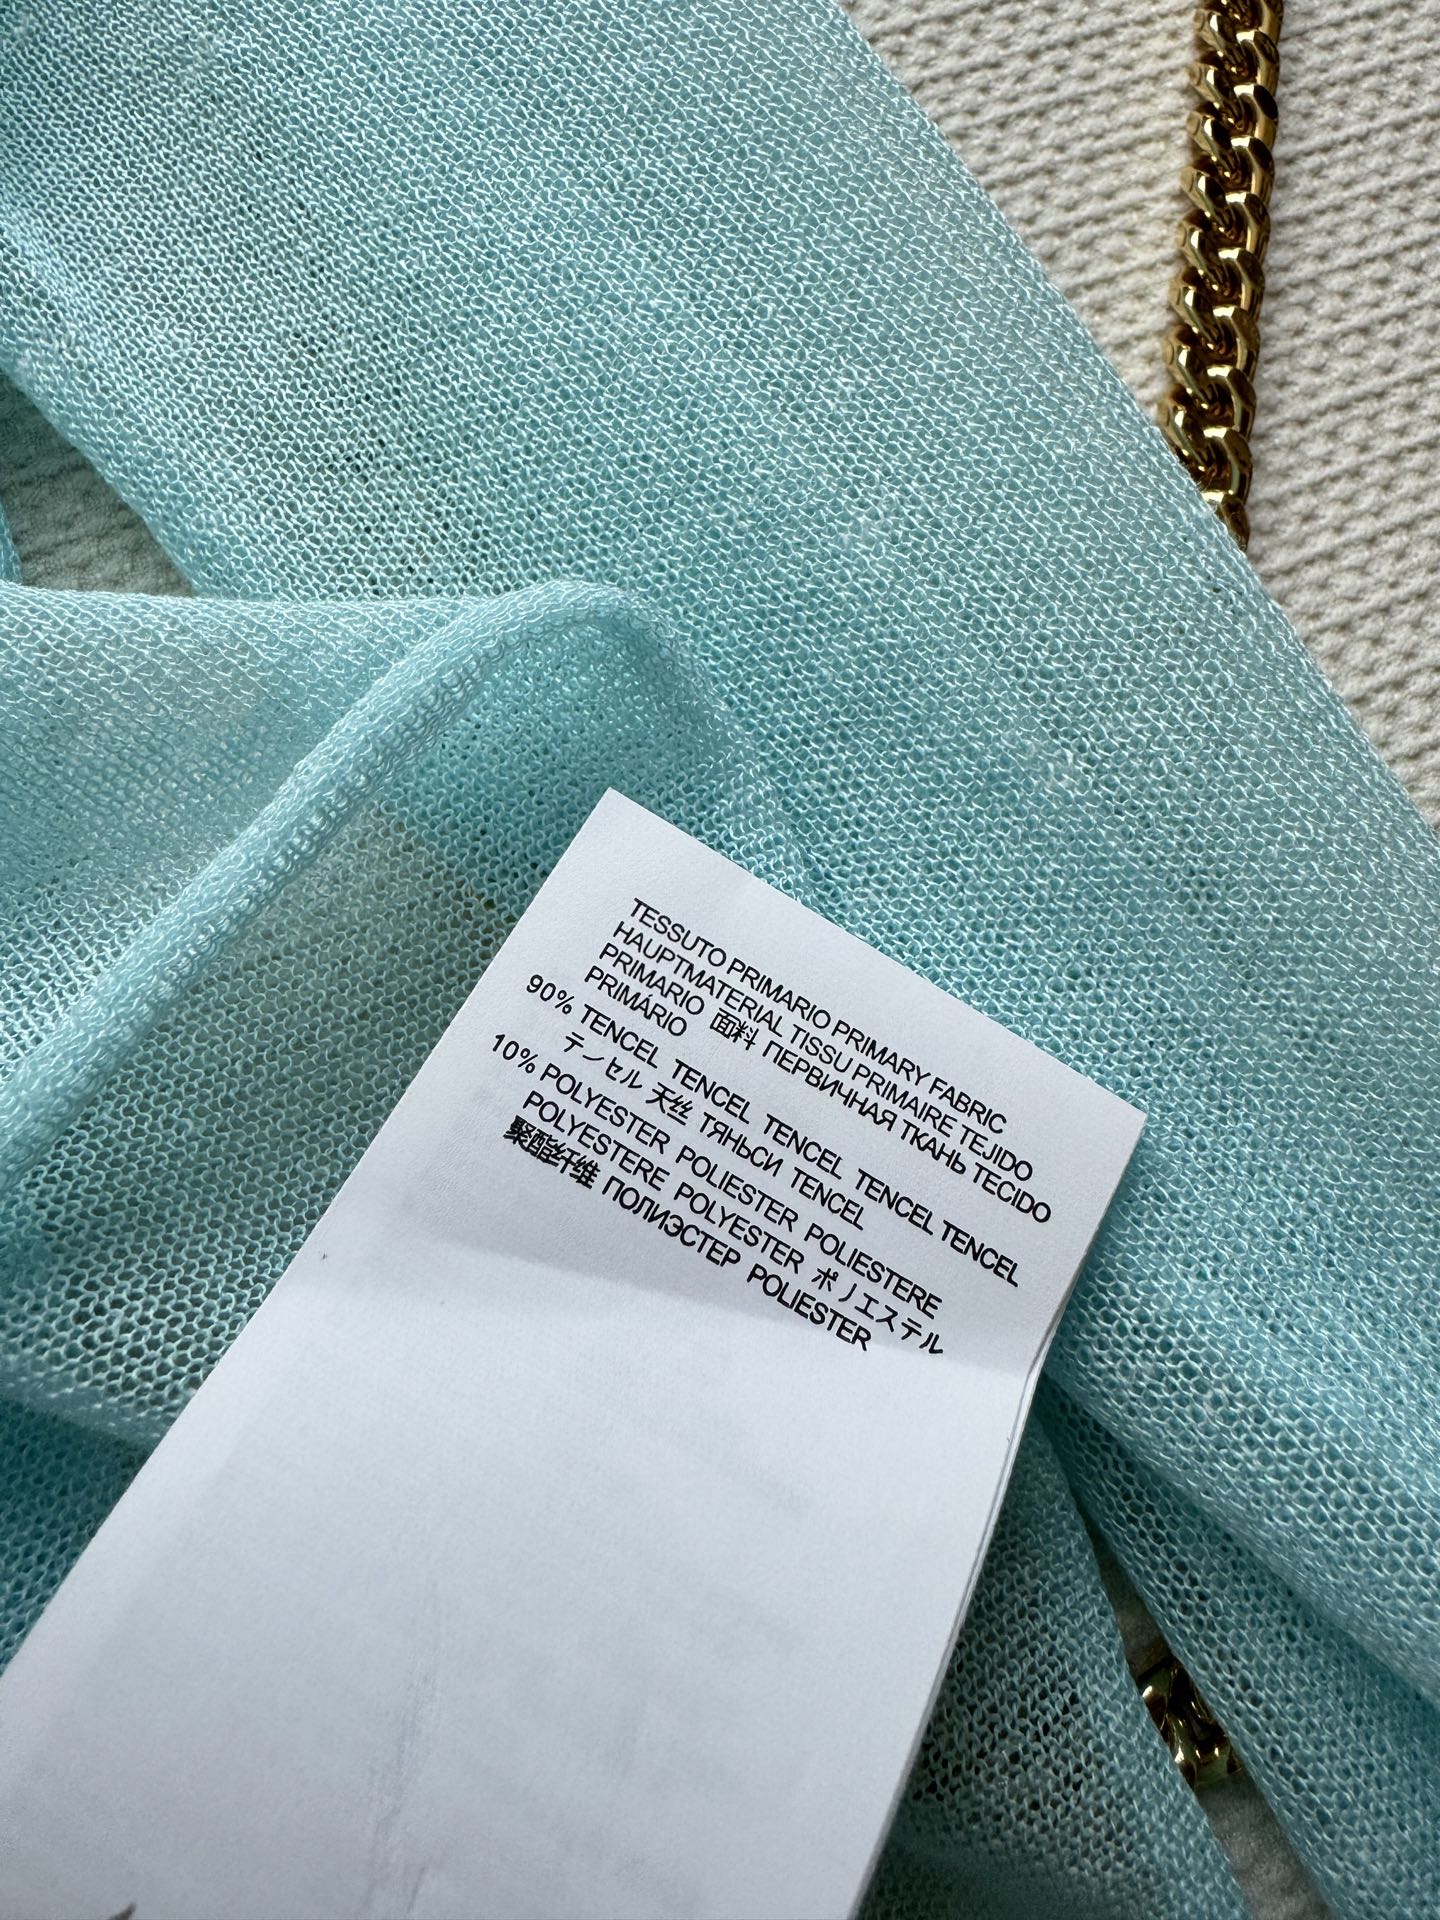 TESSUTO PRIMARIO PRIMARY FABRIC
HAUPTMATERIAL TISSU PRIMAIRE TEJIDO
PRIMARIO 面料 ПЕРВИЧНАЯ ТКАНЬ TECIDO
PRIMÁRIO
90% TENCEL TENCEL TENCEL TENCEL TENCEL
テノセル 天丝 ТЯНЬСИ TENCEL
10% POLYESTER POLIESTER POLIESTERE
POLYESTERE POLYESTER ポノエステル
聚酯纤维 ПОЛИЭСТЕР POLIESTER